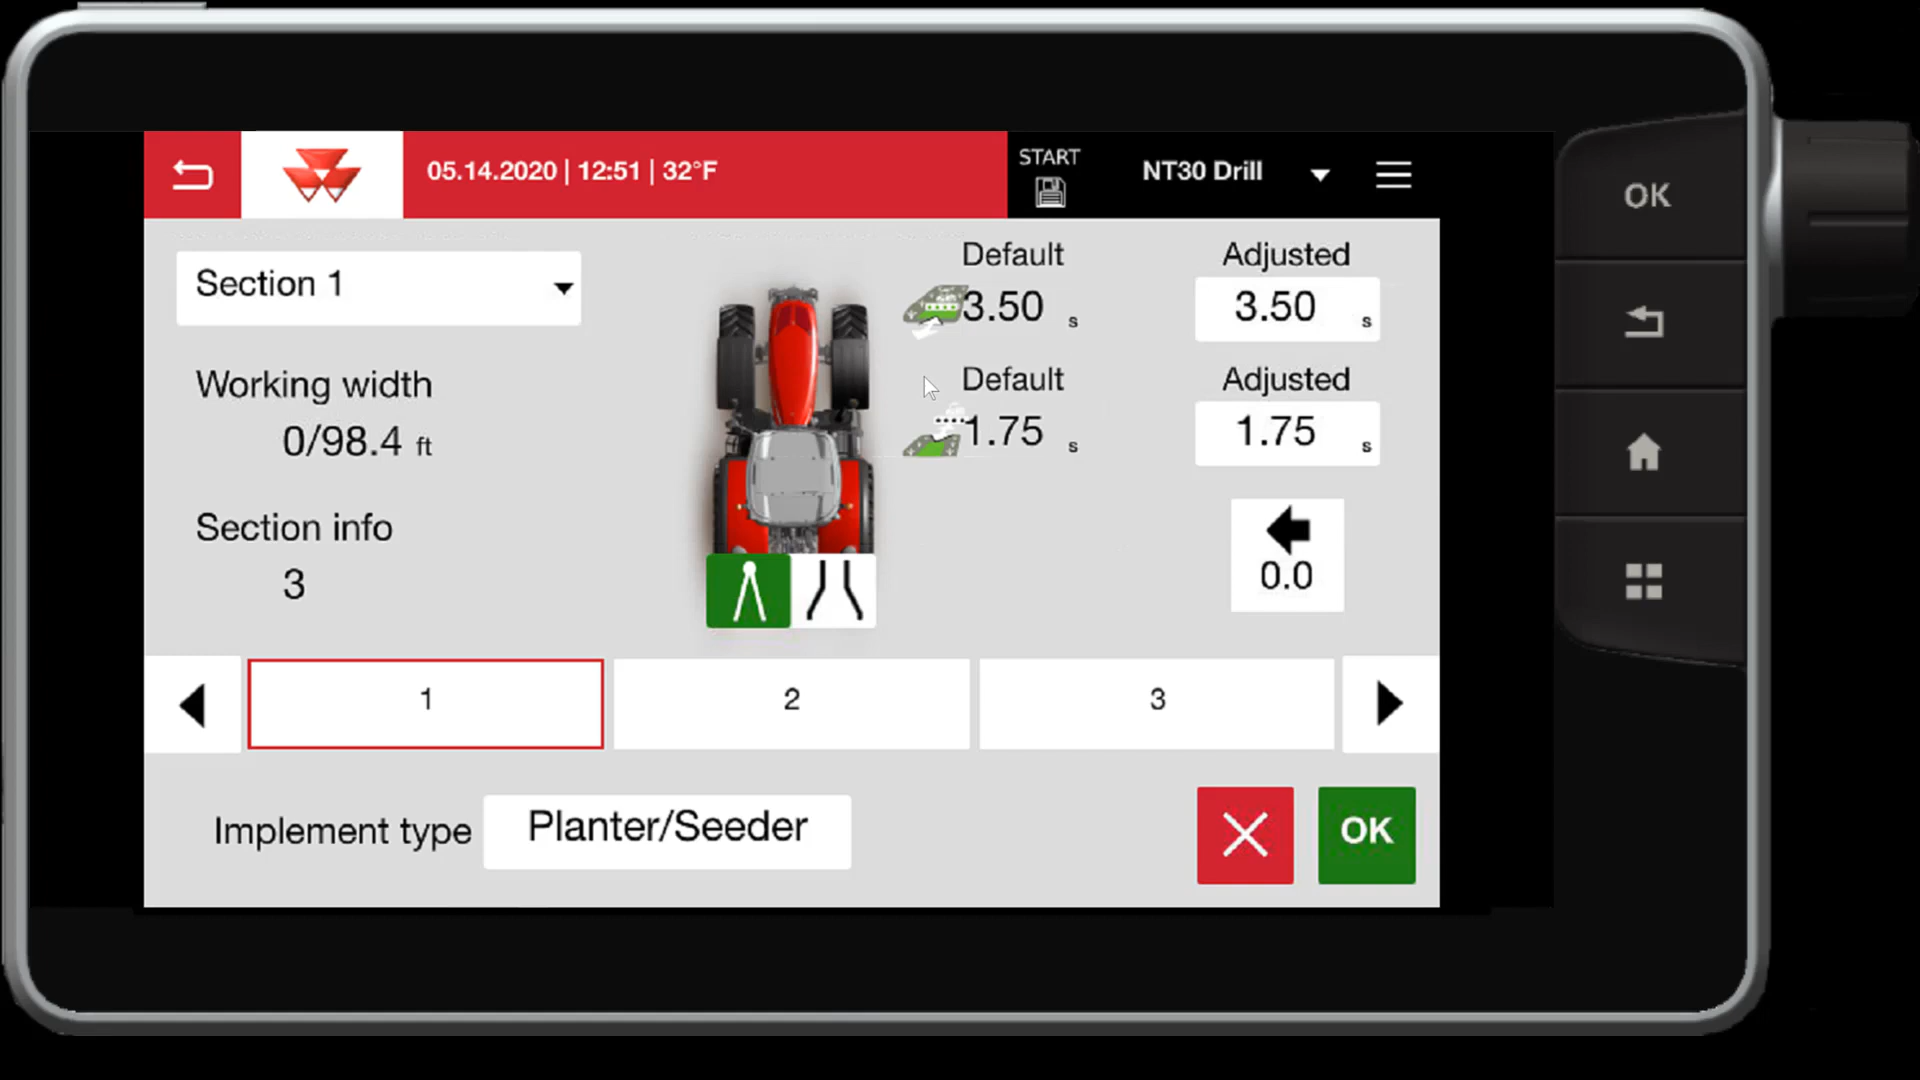 05.14.2020 | 12:51 | 32°F
START
NT30 Drill
OK
Section 1
Default
Adjusted
3.50 s
3.50 s
Working width
0/98.4 ft
Default
Adjusted
1.75 s
1.75 s
Section info
3
0.0
1
2
3
Implement type
Planter/Seeder
OK